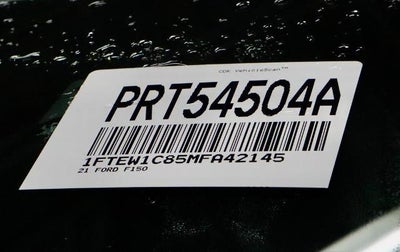 CDK VehicleScan™
PRT54504A
1FTEW1C85MFA42145
21 FORD F150